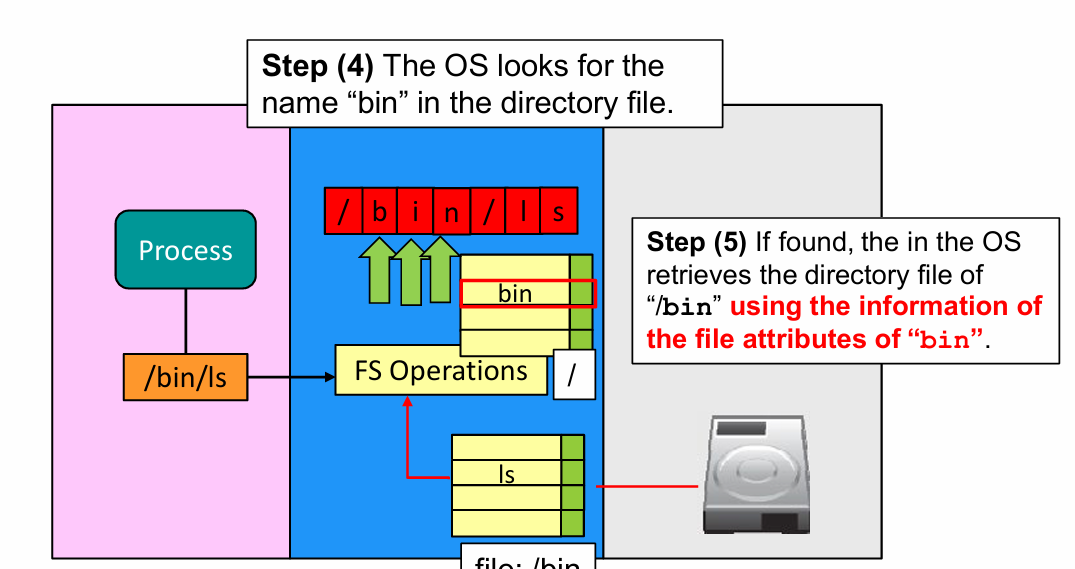 Step (4) The OS looks for the
name “bin” in the directory file.
/ b i n / l s
Process
bin
Step (5) If found, the in the OS
retrieves the directory file of
“/bin” using the information of
the file attributes of “bin”.
/bin/ls
FS Operations
/
ls
file: /bin